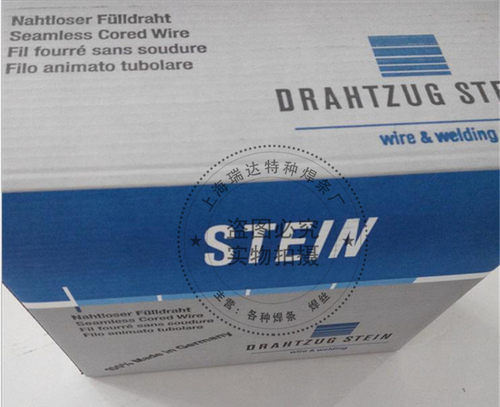 Nahtloser Fülldraht
Seamless Cored Wire
Fil fourré sans soudure
Filo animato tubolare
DRAHTZUG STE
wire & welding
上海瑞达特种焊条厂
盗图必究
实物拍摄
主营：各种焊条 焊丝
STEIN
Nahtloser Fülldraht
Seamless Cored Wire
Fil fourré sans soudure
Filo animato tubolare
100% Made in Germany
DRAHTZUG STEIN
wire & welding